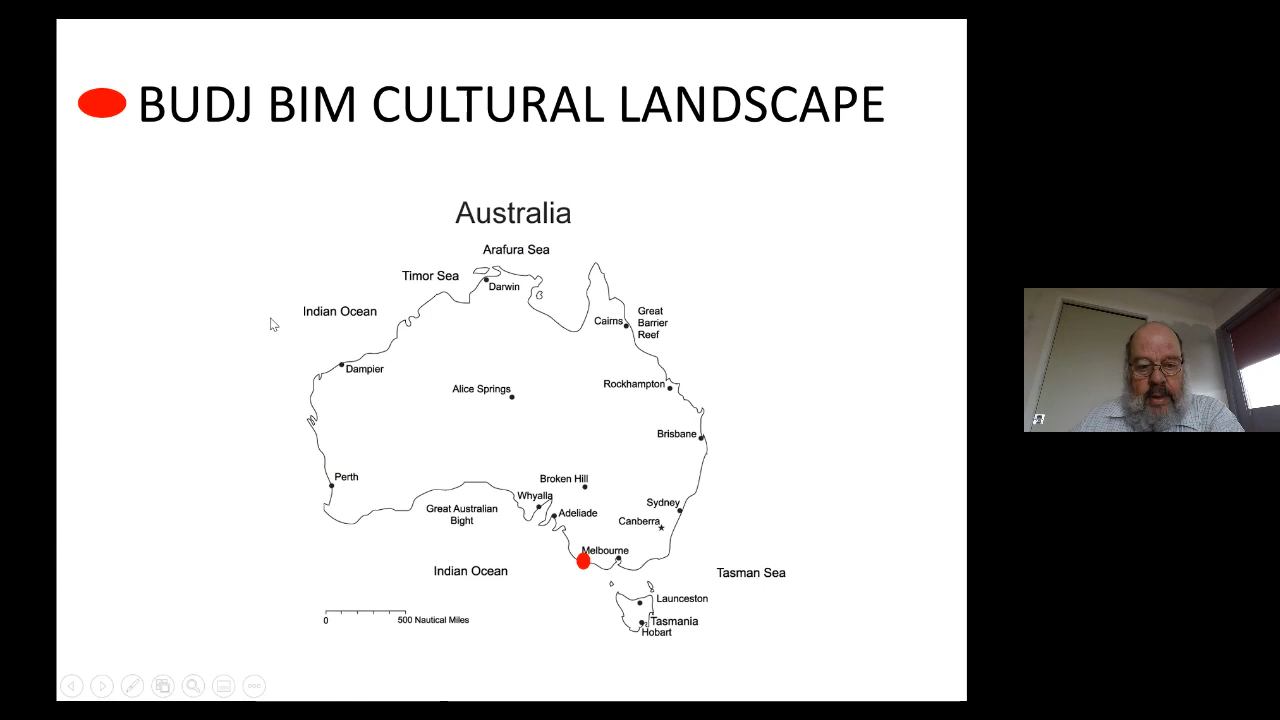 BUDJ BIM CULTURAL LANDSCAPE
Australia
Arafura Sea
Timor Sea
Darwin
Indian Ocean
Great
Barrier
Reef
Cairns
Dampier
Alice Springs
Rockhampton
Brisbane
Perth
Broken Hill
Whyalla
Great Australian
Bight
Adeliade
Sydney
Canberra
Melbourne
Indian Ocean
Tasman Sea
Launceston
Tasmania
Hobart
0
500 Nautical Miles